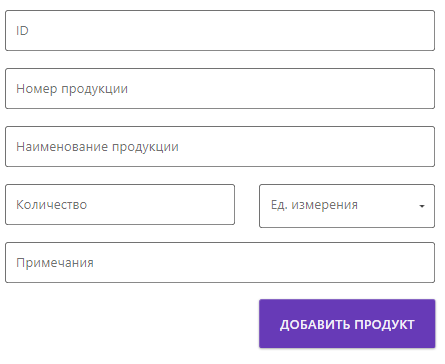 ID
Номер продукции
Наименование продукции
Количество
Ед. измерения
Примечания
ДОБАВИТЬ ПРОДУКТ